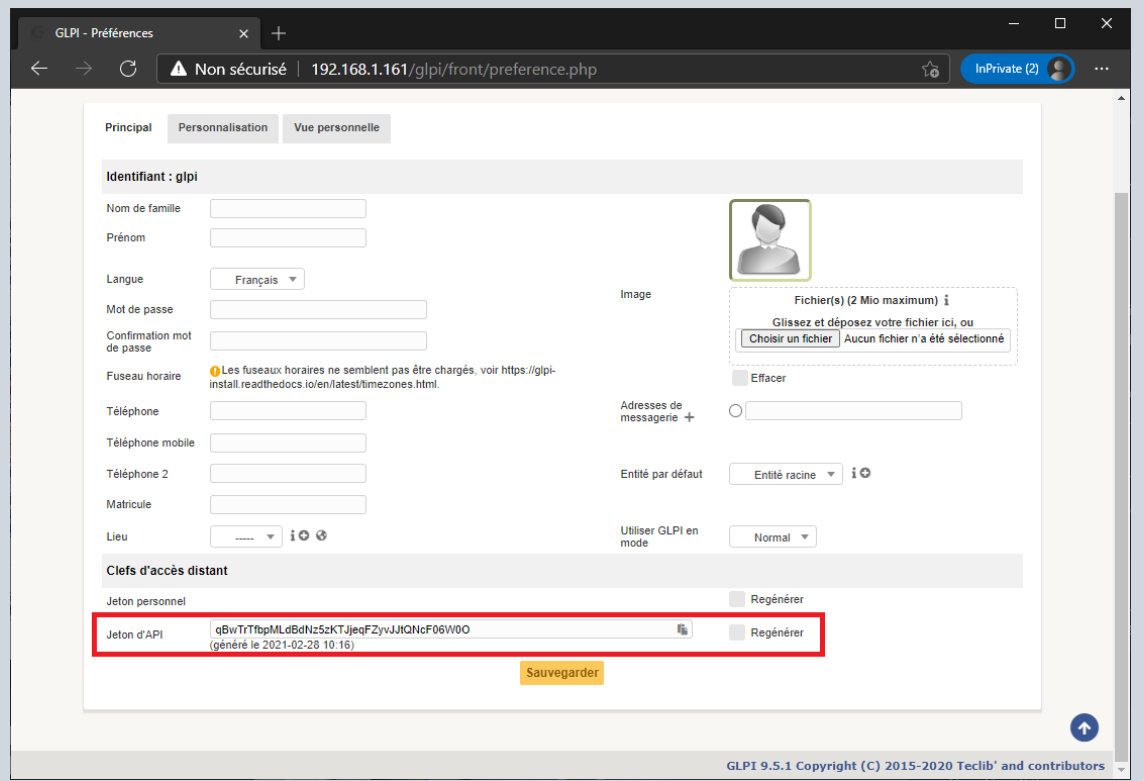 GLPI - Préférences
Non sécurisé | 192.168.1.161/glpi/front/preference.php
InPrivate (2)
Principal Personnalisation Vue personnelle
Identifiant : glpi
Nom de famille
Prénom
Langue Français
Mot de passe
Confirmation mot
de passe
Fuseau horaire
Les fuseaux horaires ne semblent pas être chargés, voir https://glpi-
install.readthedocs.io/en/latest/timezones.html.
Image
Fichier(s) (2 Mio maximum)
Glissez et déposez votre fichier ici, ou
Choisir un fichier Aucun fichier n'a été sélectionné
Effacer
Téléphone
Adresses de
messagerie
Téléphone mobile
Téléphone 2
Entité par défaut Entité racine
Matricule
Lieu -----
Utiliser GLPI en
mode
Normal
Clefs d'accès distant
Jeton personnel Regénérer
Jeton d'API qBwTrTfbpMLdBdNz5zKTJjeqFZyvJJtQNcF06W0O Regénérer
(généré le 2021-02-28 10:16)
Sauvegarder
GLPI 9.5.1 Copyright (C) 2015-2020 Teclib' and contributors